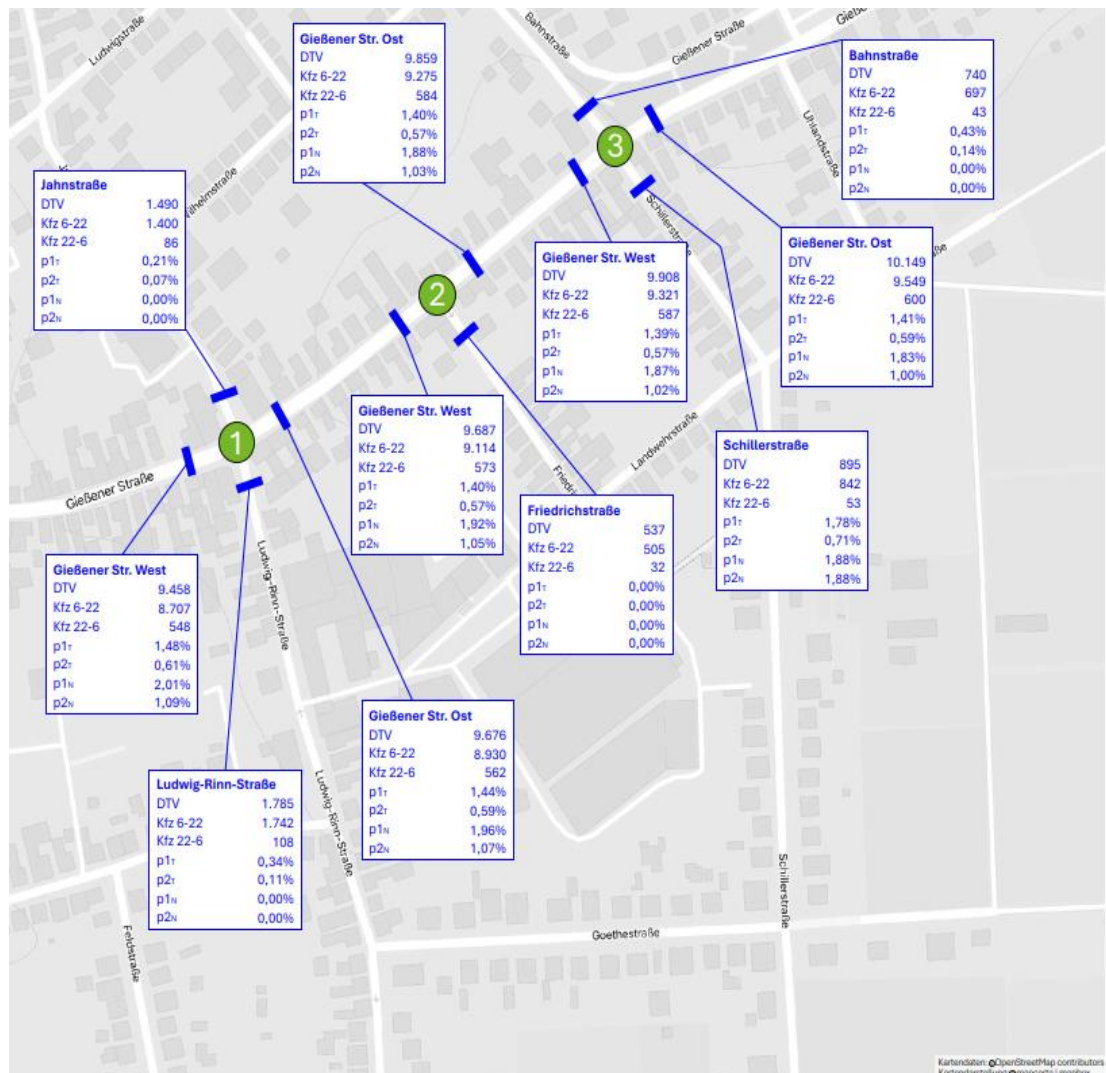 Gießener Str. Ost
DTV 9.859
Kfz 6-22 9.275
Kfz 22-6 584
p1T 1,40%
p2T 0,57%
p1N 1,88%
p2N 1,03%
Bahnstraße
DTV 740
Kfz 6-22 697
Kfz 22-6 43
p1T 0,43%
p2T 0,14%
p1N 0,00%
p2N 0,00%
Jahnstraße
DTV 1.490
Kfz 6-22 1.400
Kfz 22-6 86
p1T 0,21%
p2T 0,07%
p1N 0,00%
p2N 0,00%
Gießener Str. West
DTV 9.908
Kfz 6-22 9.321
Kfz 22-6 587
p1T 1,39%
p2T 0,57%
p1N 1,87%
p2N 1,02%
Gießener Str. Ost
DTV 10.149
Kfz 6-22 9.549
Kfz 22-6 600
p1T 1,41%
p2T 0,59%
p1N 1,83%
p2N 1,00%
Gießener Str. West
DTV 9.687
Kfz 6-22 9.114
Kfz 22-6 573
p1T 1,40%
p2T 0,57%
p1N 1,92%
p2N 1,05%
Schillerstraße
DTV 895
Kfz 6-22 842
Kfz 22-6 53
p1T 1,78%
p2T 0,71%
p1N 1,88%
p2N 1,88%
Friedrichstraße
DTV 537
Kfz 6-22 505
Kfz 22-6 32
p1T 0,00%
p2T 0,00%
p1N 0,00%
p2N 0,00%
Gießener Str. West
DTV 9.458
Kfz 6-22 8.707
Kfz 22-6 548
p1T 1,48%
p2T 0,61%
p1N 2,01%
p2N 1,09%
Gießener Str. Ost
DTV 9.676
Kfz 6-22 8.930
Kfz 22-6 562
p1T 1,44%
p2T 0,59%
p1N 1,96%
p2N 1,07%
Ludwig-Rinn-Straße
DTV 1.785
Kfz 6-22 1.742
Kfz 22-6 108
p1T 0,34%
p2T 0,11%
p1N 0,00%
p2N 0,00%
1
2
3
Ludwigstraße
Bahnstraße
Gießener Straße
Uhlandstraße
Schillerstraße
Landwehrstraße
Gießener Straße
Ludwig-Rinn-Straße
Ludwig-Rinn-Straße
Schillerstraße
Goethestraße
Feldstraße
Kartendaten: ©OpenStreetMap contributors